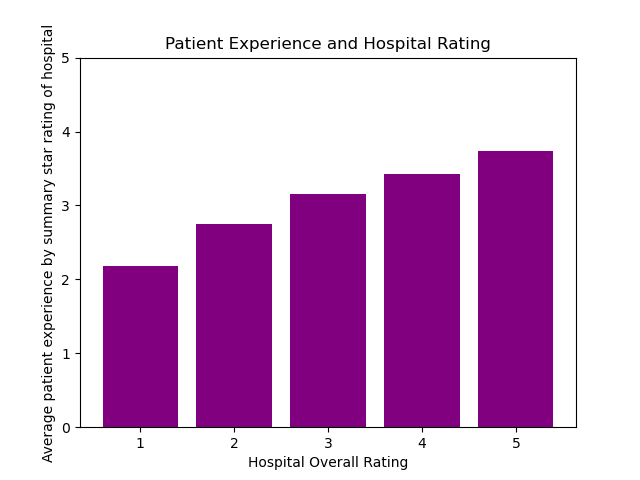 Patient Experience and Hospital Rating
Average patient experience by summary star rating of hospital
5
4
3
2
1
0
1 2 3 4 5
Hospital Overall Rating